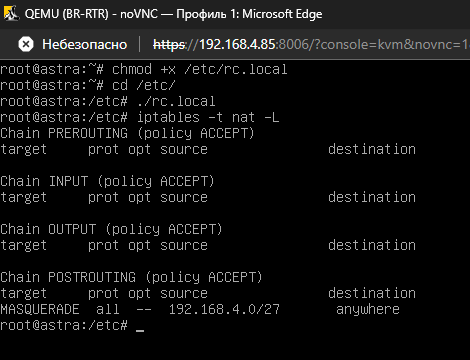 QEMU (BR-RTR) - noVNC — Профиль 1: Microsoft Edge
Небезопасно https://192.168.4.85:8006/?console=kvm&novnc=1
root@astra:~# chmod +x /etc/rc.local
root@astra:~# cd /etc/
root@astra:/etc# ./rc.local
root@astra:/etc# iptables -t nat -L
Chain PREROUTING (policy ACCEPT)
target prot opt source destination
Chain INPUT (policy ACCEPT)
target prot opt source destination
Chain OUTPUT (policy ACCEPT)
target prot opt source destination
Chain POSTROUTING (policy ACCEPT)
target prot opt source destination
MASQUERADE all -- 192.168.4.0/27 anywhere
root@astra:/etc# _